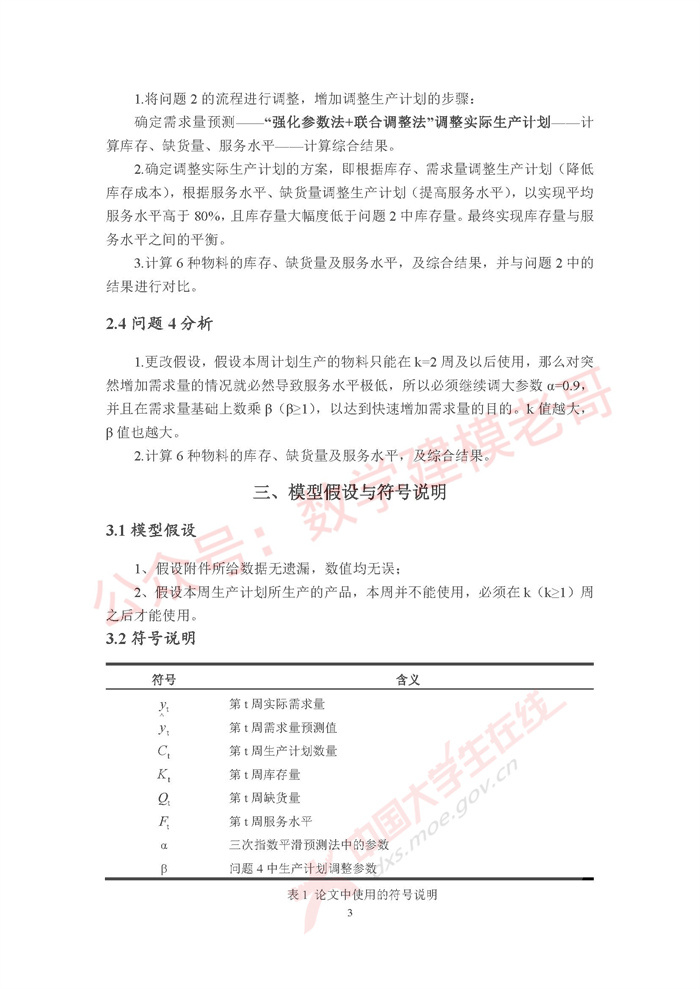 1.将问题 2 的流程进行调整，增加调整生产计划的步骤：
确定需求量预测——“强化参数法+联合调整法”调整实际生产计划——计
算库存、缺货量、服务水平——计算综合结果。
2.确定调整实际生产计划的方案，即根据库存、需求量调整生产计划（降低
库存成本），根据服务水平、缺货量调整生产计划（提高服务水平），以实现平均
服务水平高于 80%，且库存量大幅度低于问题 2 中库存量。最终实现库存量与服
务水平之间的平衡。
3.计算 6 种物料的库存、缺货量及服务水平，及综合结果，并与问题 2 中的
结果进行对比。
2.4 问题 4 分析
1.更改假设，假设本周计划生产的物料只能在 k=2 周及以后使用，那么对突
然增加需求量的情况就必然导致服务水平极低，所以必须继续调大参数 α=0.9，
并且在需求量基础上数乘 β（β≥1），以达到快速增加需求量的目的。K 值越大，
β 值也越大。
2.计算 6 种物料的库存、缺货量及服务水平，及综合结果。
三、模型假设与符号说明
3.1 模型假设
1、假设附件所给数据无遗漏，数值均无误；
2、假设本周生产计划所生产的产品，本周并不能使用，必须在 k（k≥1）周
之后才能使用。
3.2 符号说明
符号 含义
y_t 第 t 周实际需求量
ŷ_t 第 t 周需求量预测值
C_t 第 t 周生产计划数量
K_t 第 t 周库存量
Q_t 第 t 周缺货量
F_t 第 t 周服务水平
α 三次指数平滑预测法中的参数
β 问题 4 中生产计划调整参数
表 1 论文中使用的符号说明
3
公众号：数学建模老哥
中国大学生在线
dxs.moe.gov.cn